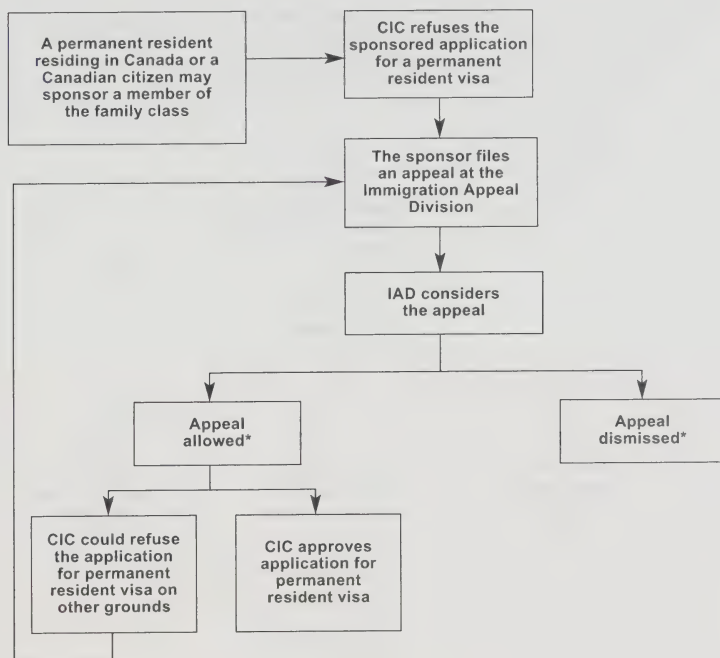 A permanent resident
residing in Canada or a
Canadian citizen may
sponsor a member of
the family class
CIC refuses the
sponsored application
for a permanent
resident visa
The sponsor files
an appeal at the
Immigration Appeal
Division
IAD considers
the appeal
Appeal
allowed*
Appeal
dismissed*
CIC could refuse
the application
for permanent
resident visa on
other grounds
CIC approves
application for
permanent
resident visa